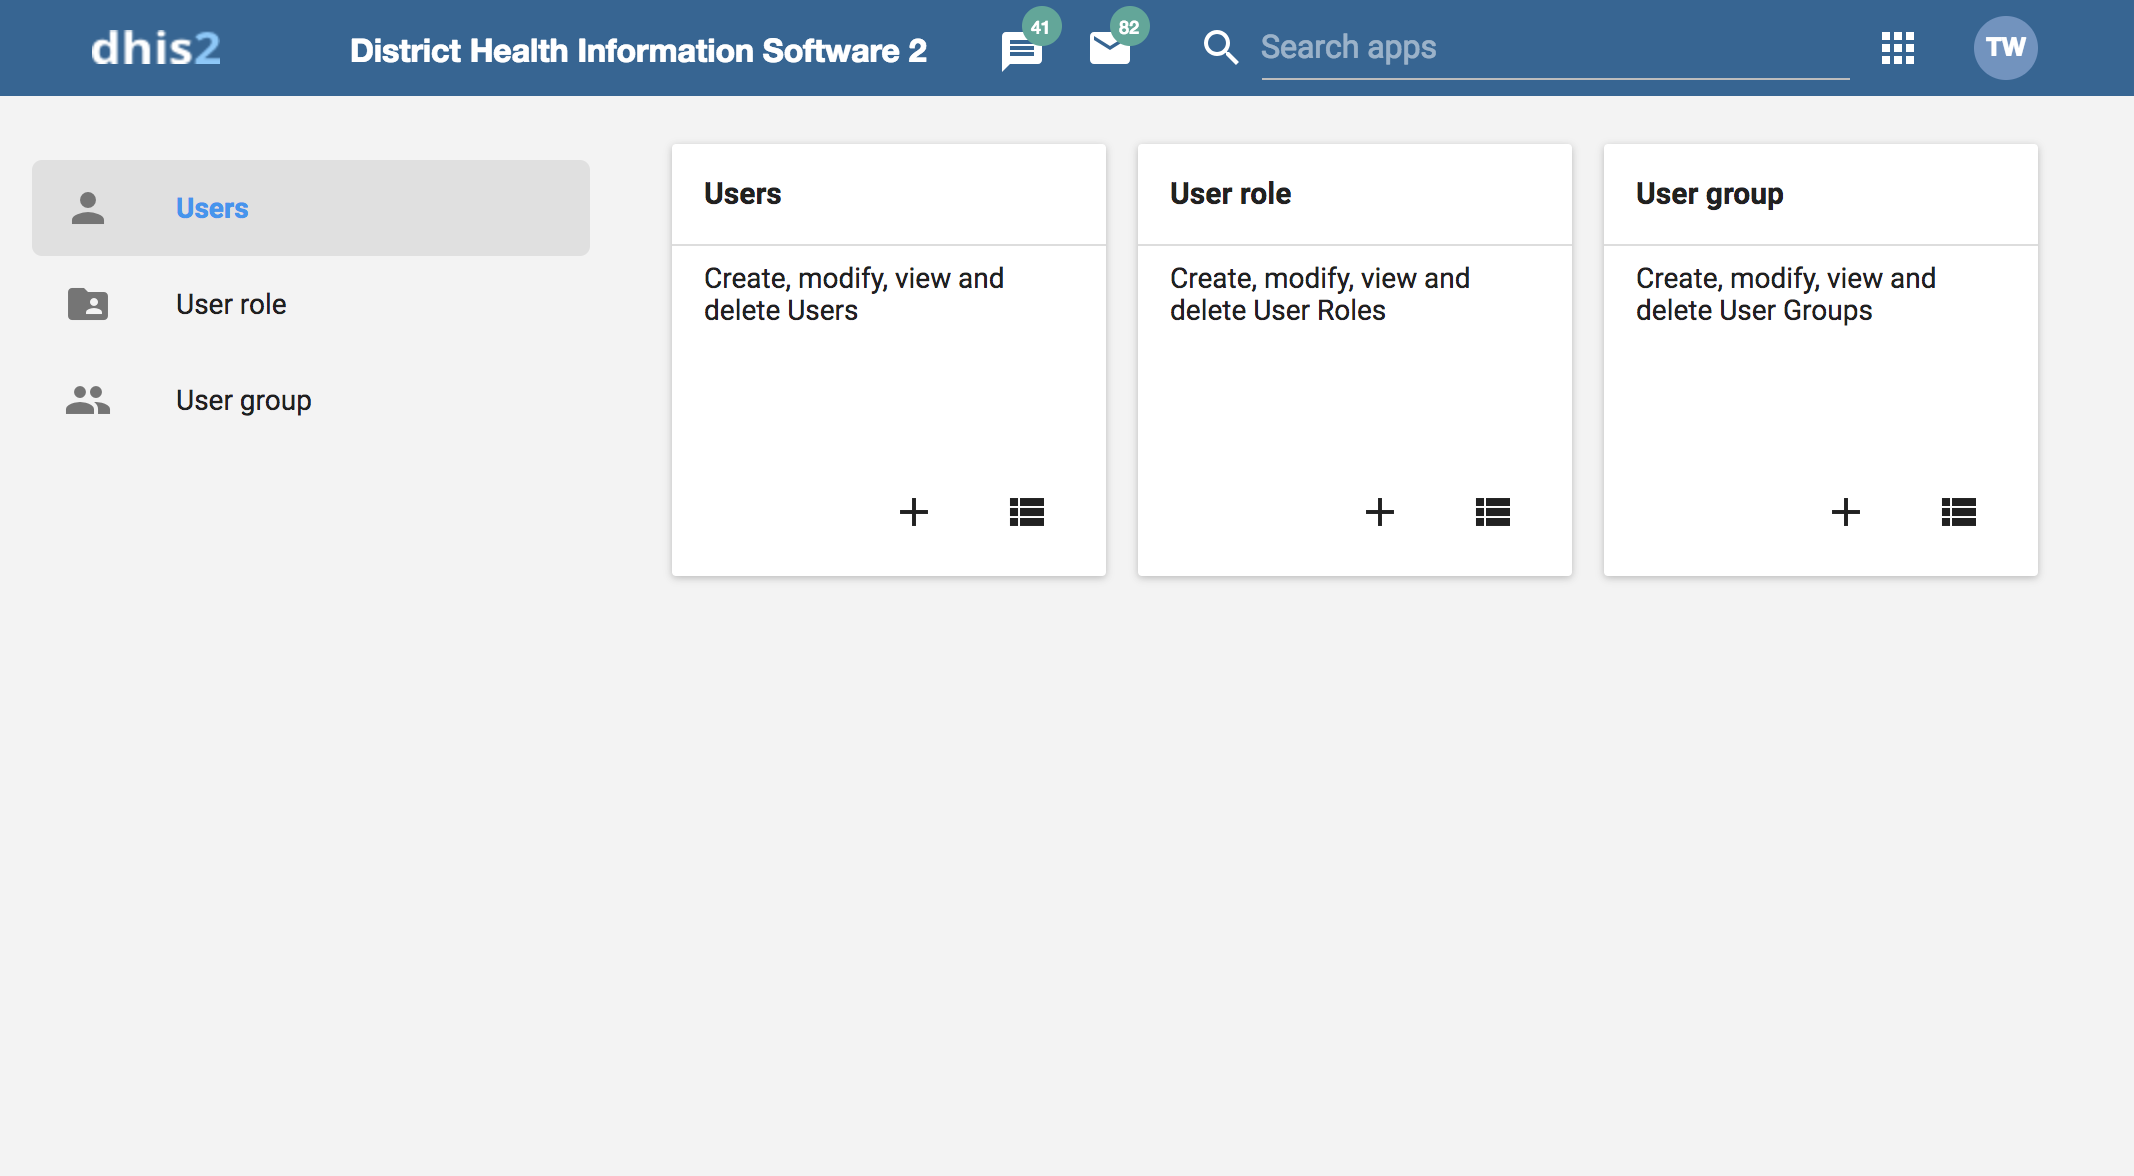 dhis2
District Health Information Software 2
41
82
Search apps
TW
Users
User role
User group
Users
Create, modify, view and
delete Users
User role
Create, modify, view and
delete User Roles
User group
Create, modify, view and
delete User Groups